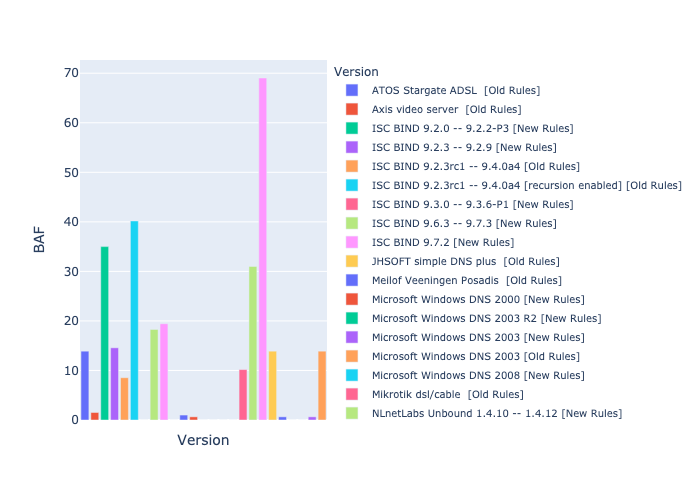 70
60
50
40
30
20
10
0
BAF
Version
Version
ATOS Stargate ADSL  [Old Rules]
Axis video server  [Old Rules]
ISC BIND 9.2.0 -- 9.2.2-P3 [New Rules]
ISC BIND 9.2.3 -- 9.2.9 [New Rules]
ISC BIND 9.2.3rc1 -- 9.4.0a4 [Old Rules]
ISC BIND 9.2.3rc1 -- 9.4.0a4 [recursion enabled] [Old Rules]
ISC BIND 9.3.0 -- 9.3.6-P1 [New Rules]
ISC BIND 9.6.3 -- 9.7.3 [New Rules]
ISC BIND 9.7.2 [New Rules]
JHSOFT simple DNS plus  [Old Rules]
Meilof Veeningen Posadis  [Old Rules]
Microsoft Windows DNS 2000 [New Rules]
Microsoft Windows DNS 2003 R2 [New Rules]
Microsoft Windows DNS 2003 [New Rules]
Microsoft Windows DNS 2003 [Old Rules]
Microsoft Windows DNS 2008 [New Rules]
Mikrotik dsl/cable  [Old Rules]
NLnetLabs Unbound 1.4.10 -- 1.4.12 [New Rules]